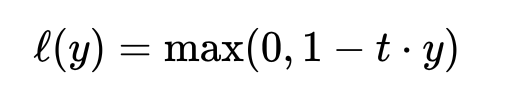 ℓ(y) = max(0, 1 − t · y)